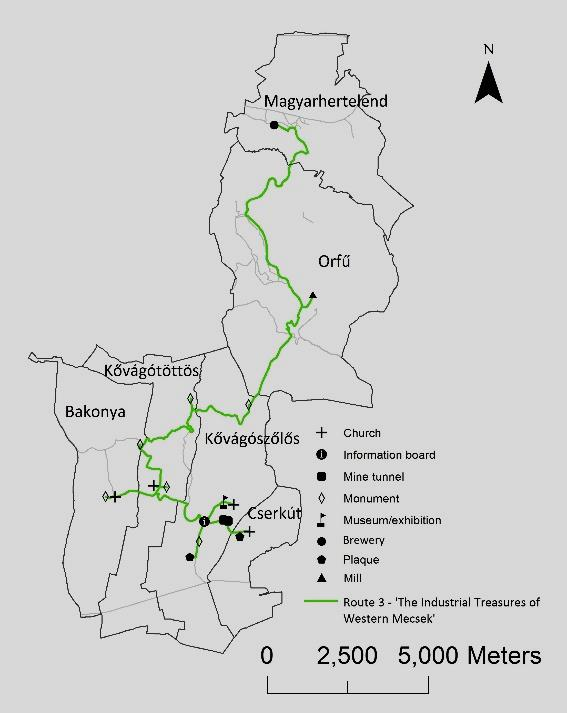 N
Magyarhertelend
Orfű
Kővágótöttös
Bakonya
Kővágószőlős
Cserkút
Church
Information board
Mine tunnel
Monument
Museum/exhibition
Brewery
Plaque
Mill
Route 3 - 'The Industrial Treasures of
Western Mecsek'
0 2,500 5,000 Meters